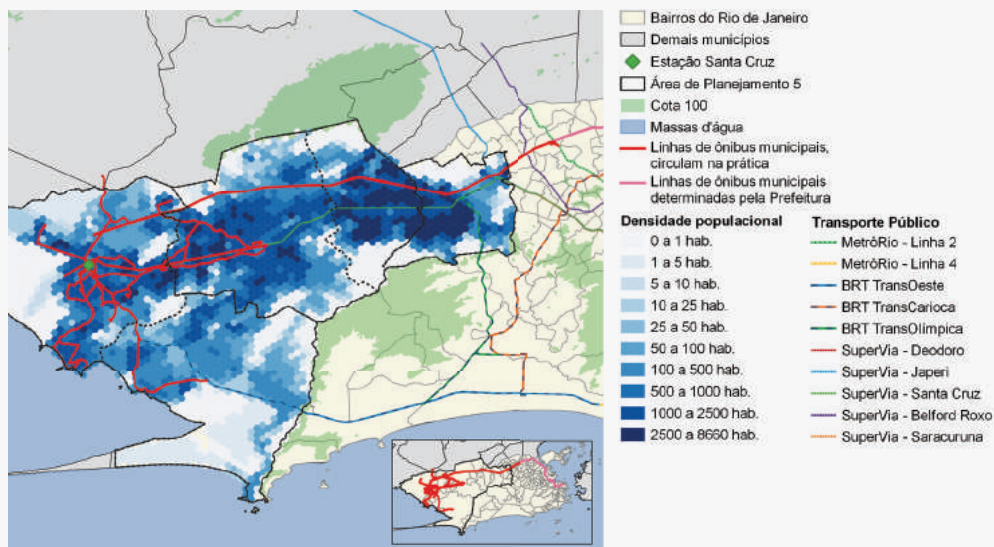 Bairros do Rio de Janeiro
Demais municípios
Estação Santa Cruz
Área de Planejamento 5
Cota 100
Massas d'água
Linhas de ônibus municipais,
circulam na prática
Linhas de ônibus municipais
determinadas pela Prefeitura
Densidade populacional
0 a 1 hab.
1 a 5 hab.
5 a 10 hab.
10 a 25 hab.
25 a 50 hab.
50 a 100 hab.
100 a 500 hab.
500 a 1000 hab.
1000 a 2500 hab.
2500 a 8660 hab.
Transporte Público
MetrôRio - Linha 2
MetrôRio - Linha 4
BRT TransOeste
BRT TransCarioca
BRT TransOlímpica
SuperVia - Deodoro
SuperVia - Japeri
SuperVia - Santa Cruz
SuperVia - Belford Roxo
SuperVia - Saracuruna